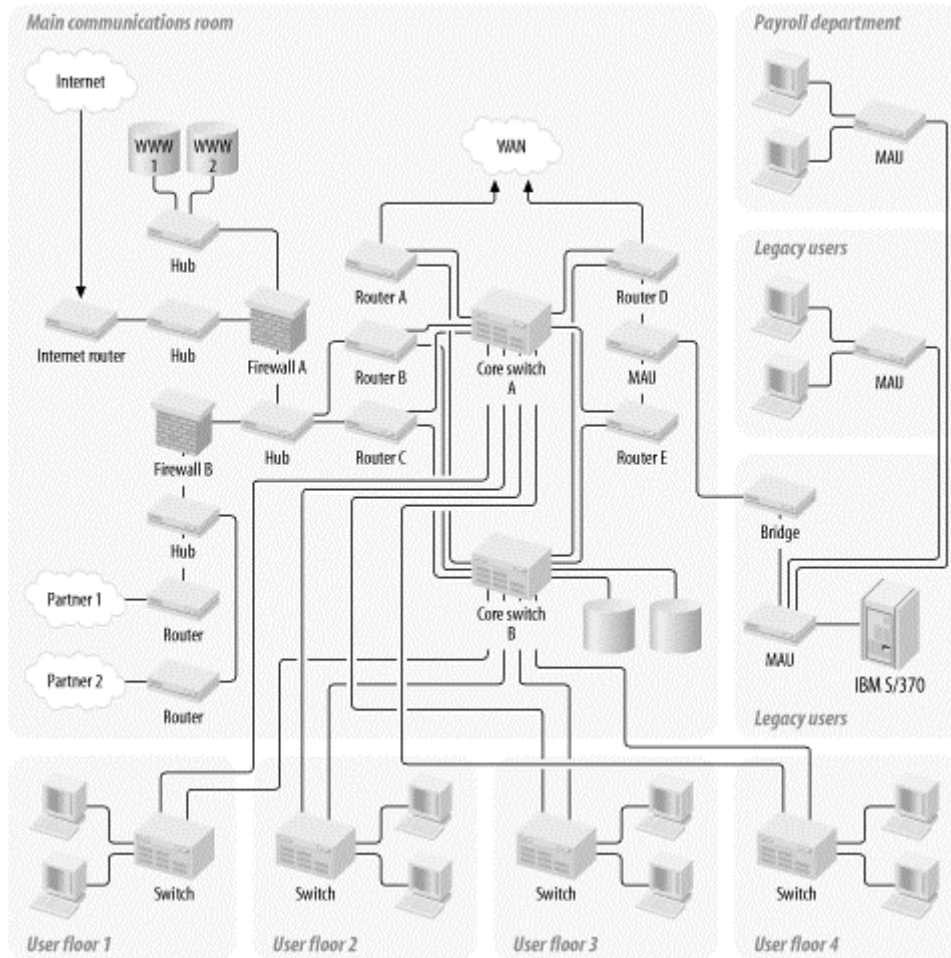 Main communications room
Internet
WWW
1
WWW
2
Hub
WAN
Router A
Router D
Internet router
Hub
Firewall A
Router B
Core switch
A
MAU
Firewall B
Hub
Router C
Router E
Hub
Partner 1
Router
Core switch
B
Partner 2
Router
Payroll department
MAU
Legacy users
MAU
Bridge
MAU
IBM S/370
Legacy users
Switch
User floor 1
Switch
User floor 2
Switch
User floor 3
Switch
User floor 4